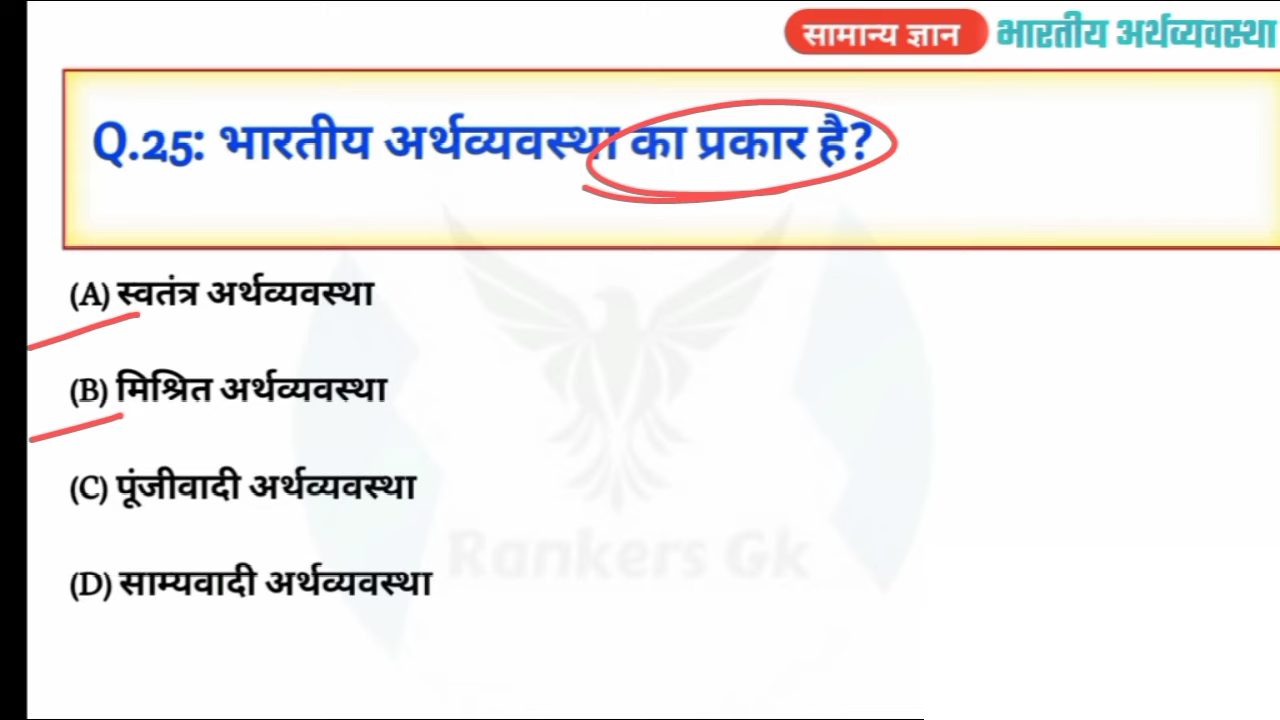 सामान्य ज्ञान भारतीय अर्थव्यवस्था
Q.25: भारतीय अर्थव्यवस्था का प्रकार है?
(A) स्वतंत्र अर्थव्यवस्था
(B) मिश्रित अर्थव्यवस्था
(C) पूंजीवादी अर्थव्यवस्था
Rankers Gk
(D) साम्यवादी अर्थव्यवस्था